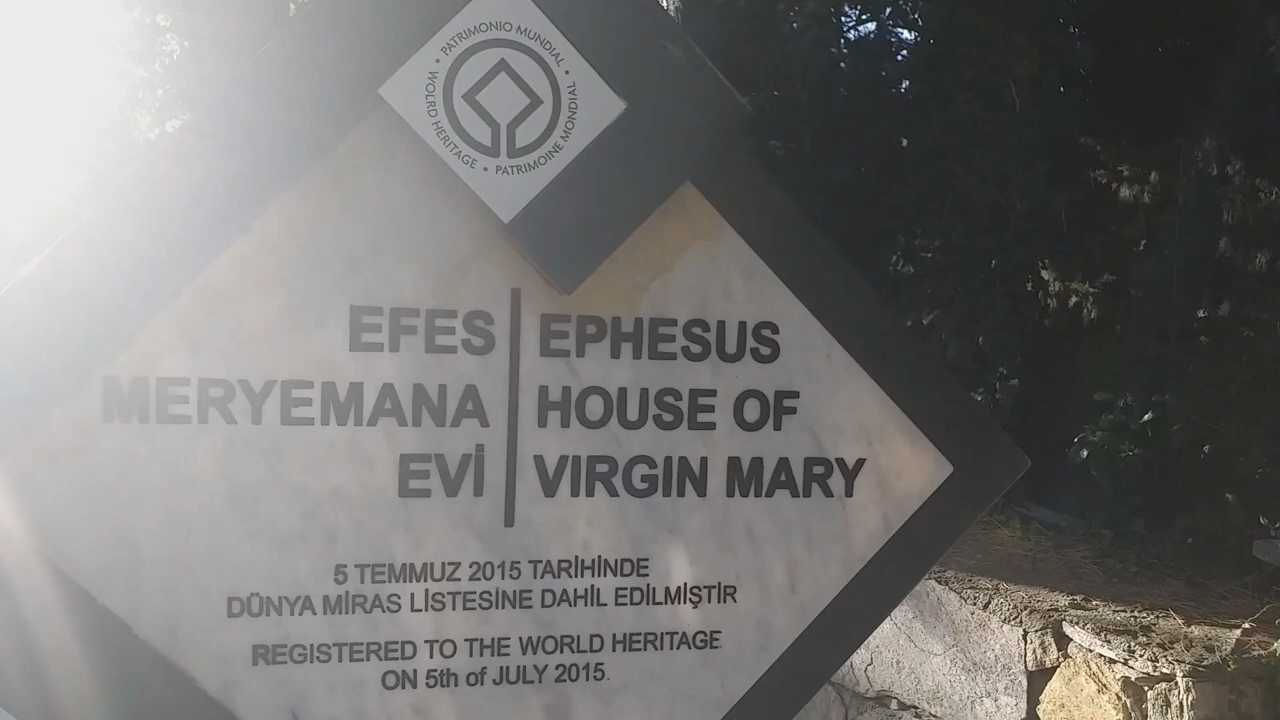 PATRIMONIO MUNDIAL
WOLRD HERITAGE
PATRIMOINE MONDIAL
EFES
MERYEMANA
EVİ
EPHESUS
HOUSE OF
VIRGIN MARY
5 TEMMUZ 2015 TARİHİNDE
DÜNYA MİRAS LİSTESİNE DAHİL EDİLMİŞTİR
REGISTERED TO THE WORLD HERITAGE
ON 5th of JULY 2015.